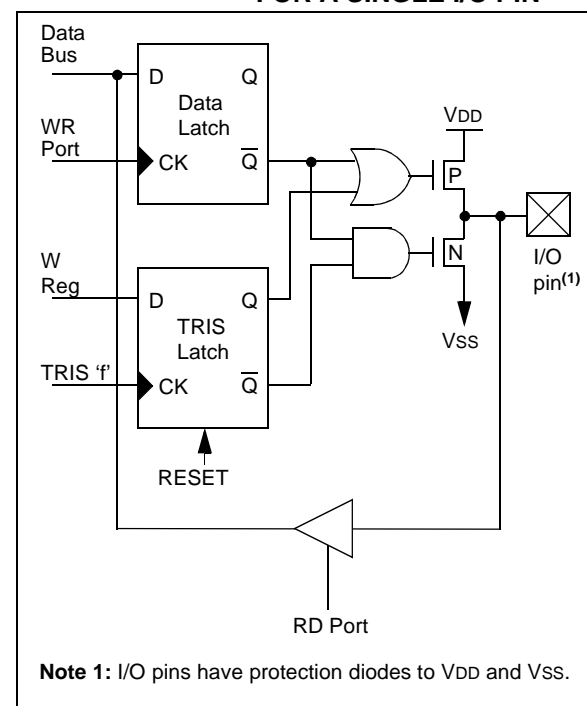 FOR A SINGLE I/O PIN
Data
Bus
D
Q
Data
Latch
WR
Port
CK
Q
VDD
P
N
I/O
pin(1)
VSS
W
Reg
D
Q
TRIS
Latch
TRIS 'f'
CK
Q
RESET
RD Port
Note 1: I/O pins have protection diodes to VDD and VSS.